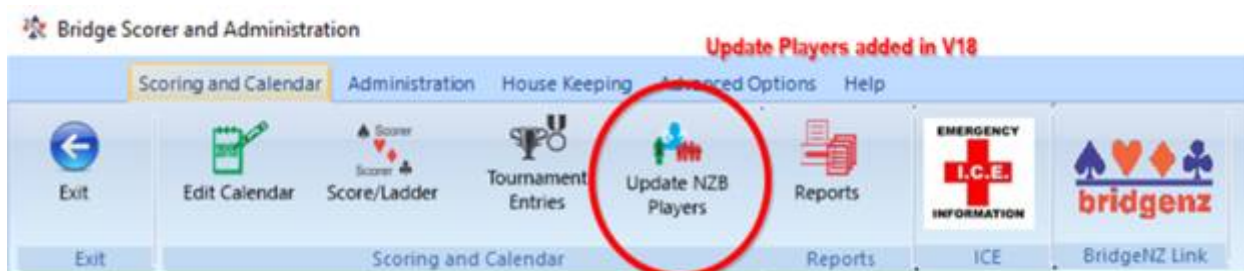 Bridge Scorer and Administration
Update Players added in V18
Scoring and Calendar Administration House Keeping Advanced Options Help
Exit
Edit Calendar
Scorer
Scorer
Score/Ladder
Tournament
Entries
Update NZB
Players
Reports
EMERGENCY
I.C.E.
INFORMATION
bridgenz
Exit Scoring and Calendar Reports ICE BridgeNZ Link